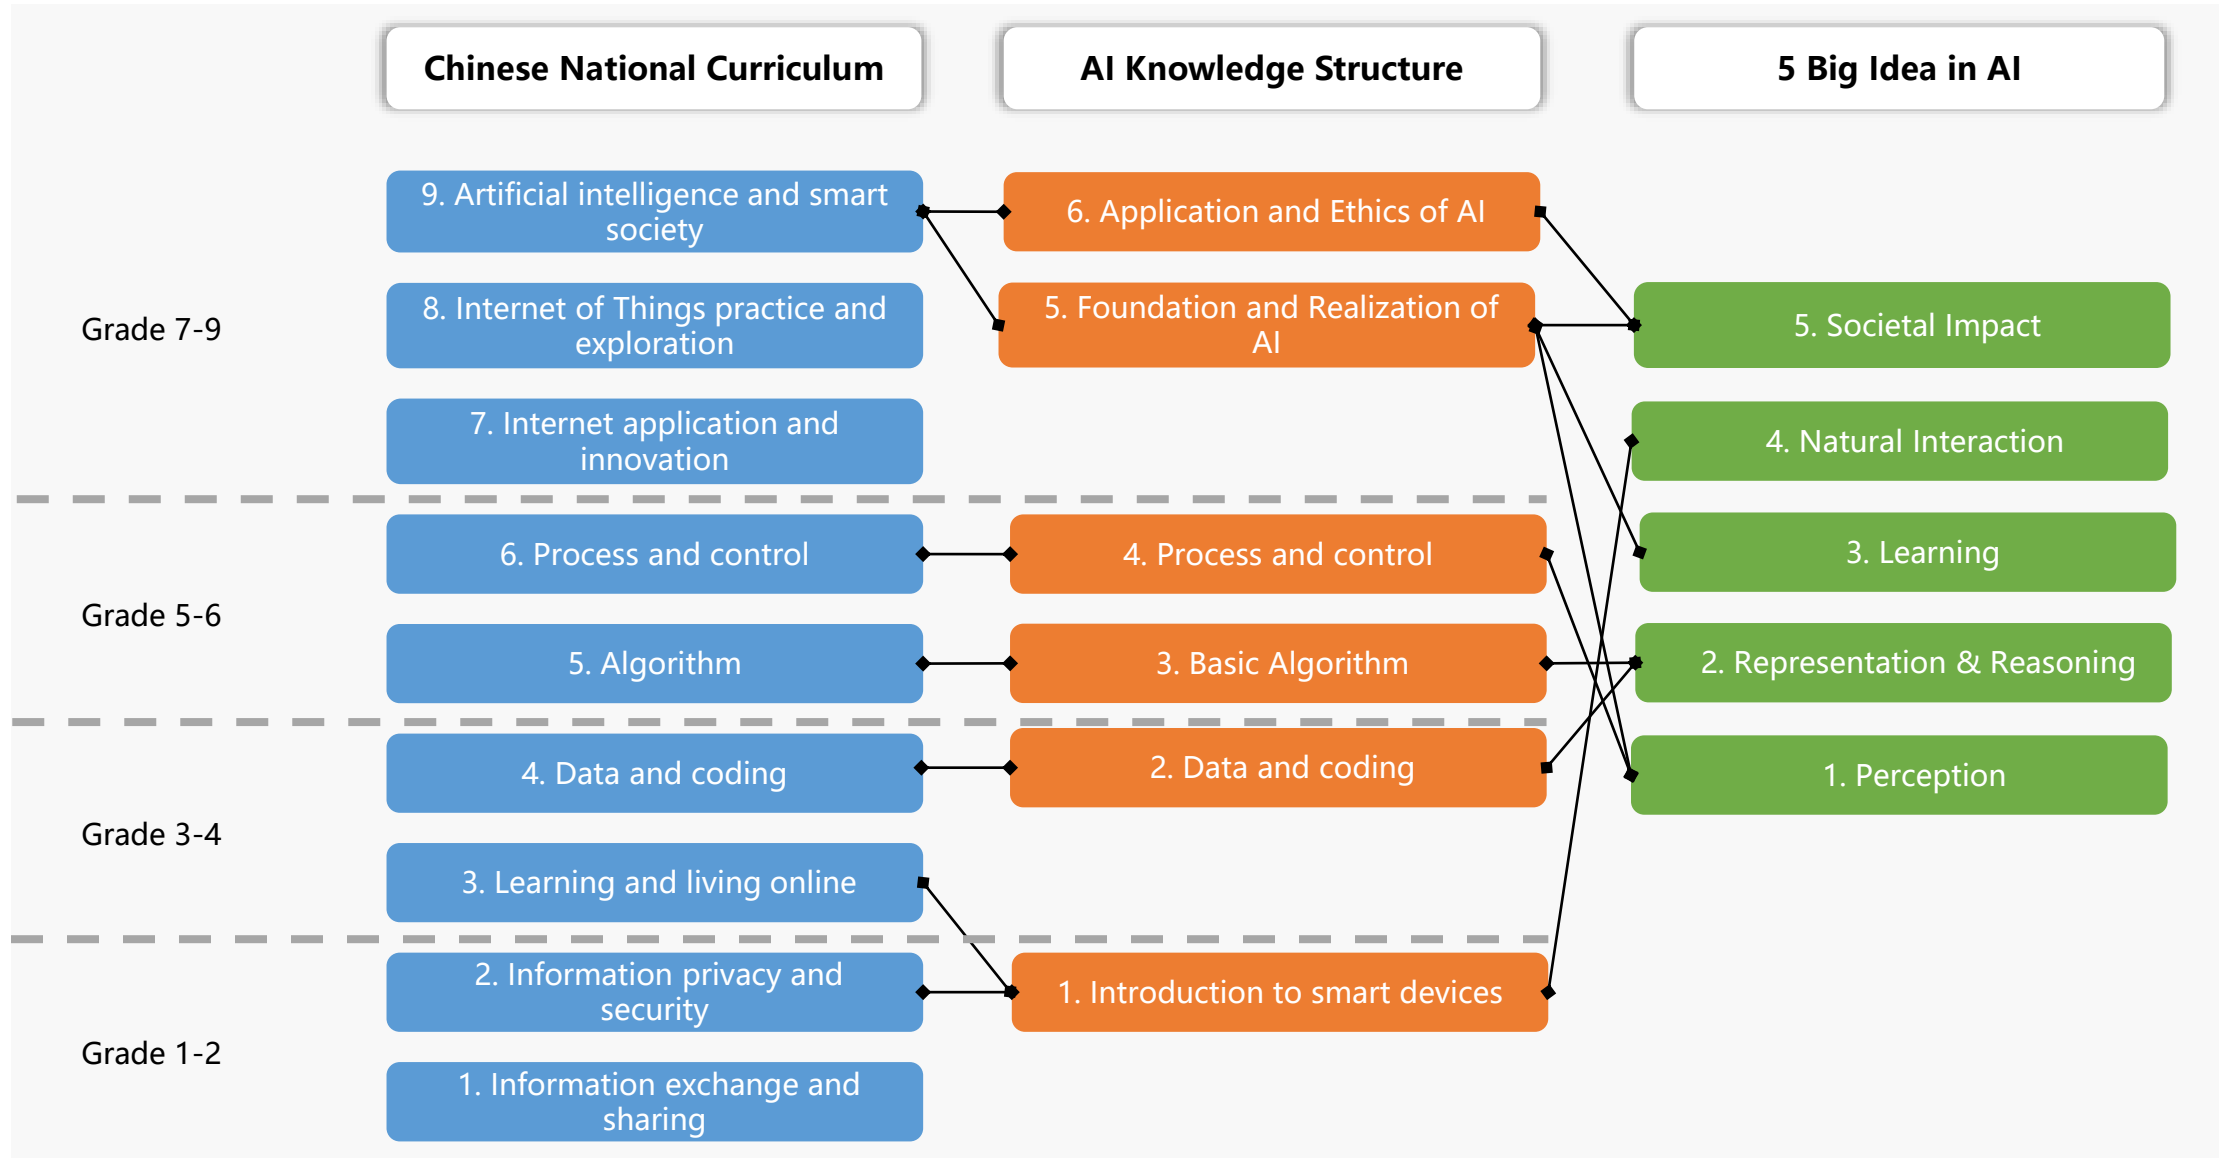 Chinese National Curriculum
AI Knowledge Structure
5 Big Idea in AI
Grade 7-9
9. Artificial intelligence and smart
society
8. Internet of Things practice and
exploration
7. Internet application and
innovation
6. Application and Ethics of AI
5. Foundation and Realization of
AI
5. Societal Impact
4. Natural Interaction
Grade 5-6
6. Process and control
5. Algorithm
4. Process and control
3. Basic Algorithm
3. Learning
2. Representation & Reasoning
Grade 3-4
4. Data and coding
3. Learning and living online
2. Data and coding
1. Perception
Grade 1-2
2. Information privacy and
security
1. Information exchange and
sharing
1. Introduction to smart devices